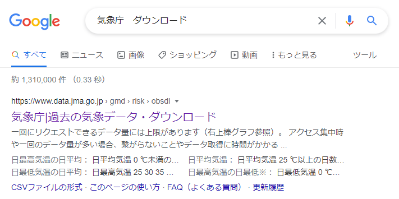 Google
気象庁 ダウンロード
すべて ニュース 画像 ショッピング 動画 もっと見る ツール
約 1,310,000 件 （0.33 秒）
https://www.data.jma.go.jp › gmd › risk › obsdl
気象庁|過去の気象データ・ダウンロード
一回にリクエストできるデータ量には上限があります（右上棒グラフ参照）。 アクセス集中時
や一回のデータ量が多い場合、繋がらないことやデータ取得に時間がかかる ...
日最高気温の日平均： 日平均気温 0 ℃未満の... 日平均気温： 日平均気温 25 ℃以上の日数...
日最低気温の日平均： 日最高気温 25 30 35 ... 日最高気温の日最低※： 日最低気温 0 ℃...
CSVファイルの形式 · このページの使い方 · FAQ（よくある質問） · 更新履歴